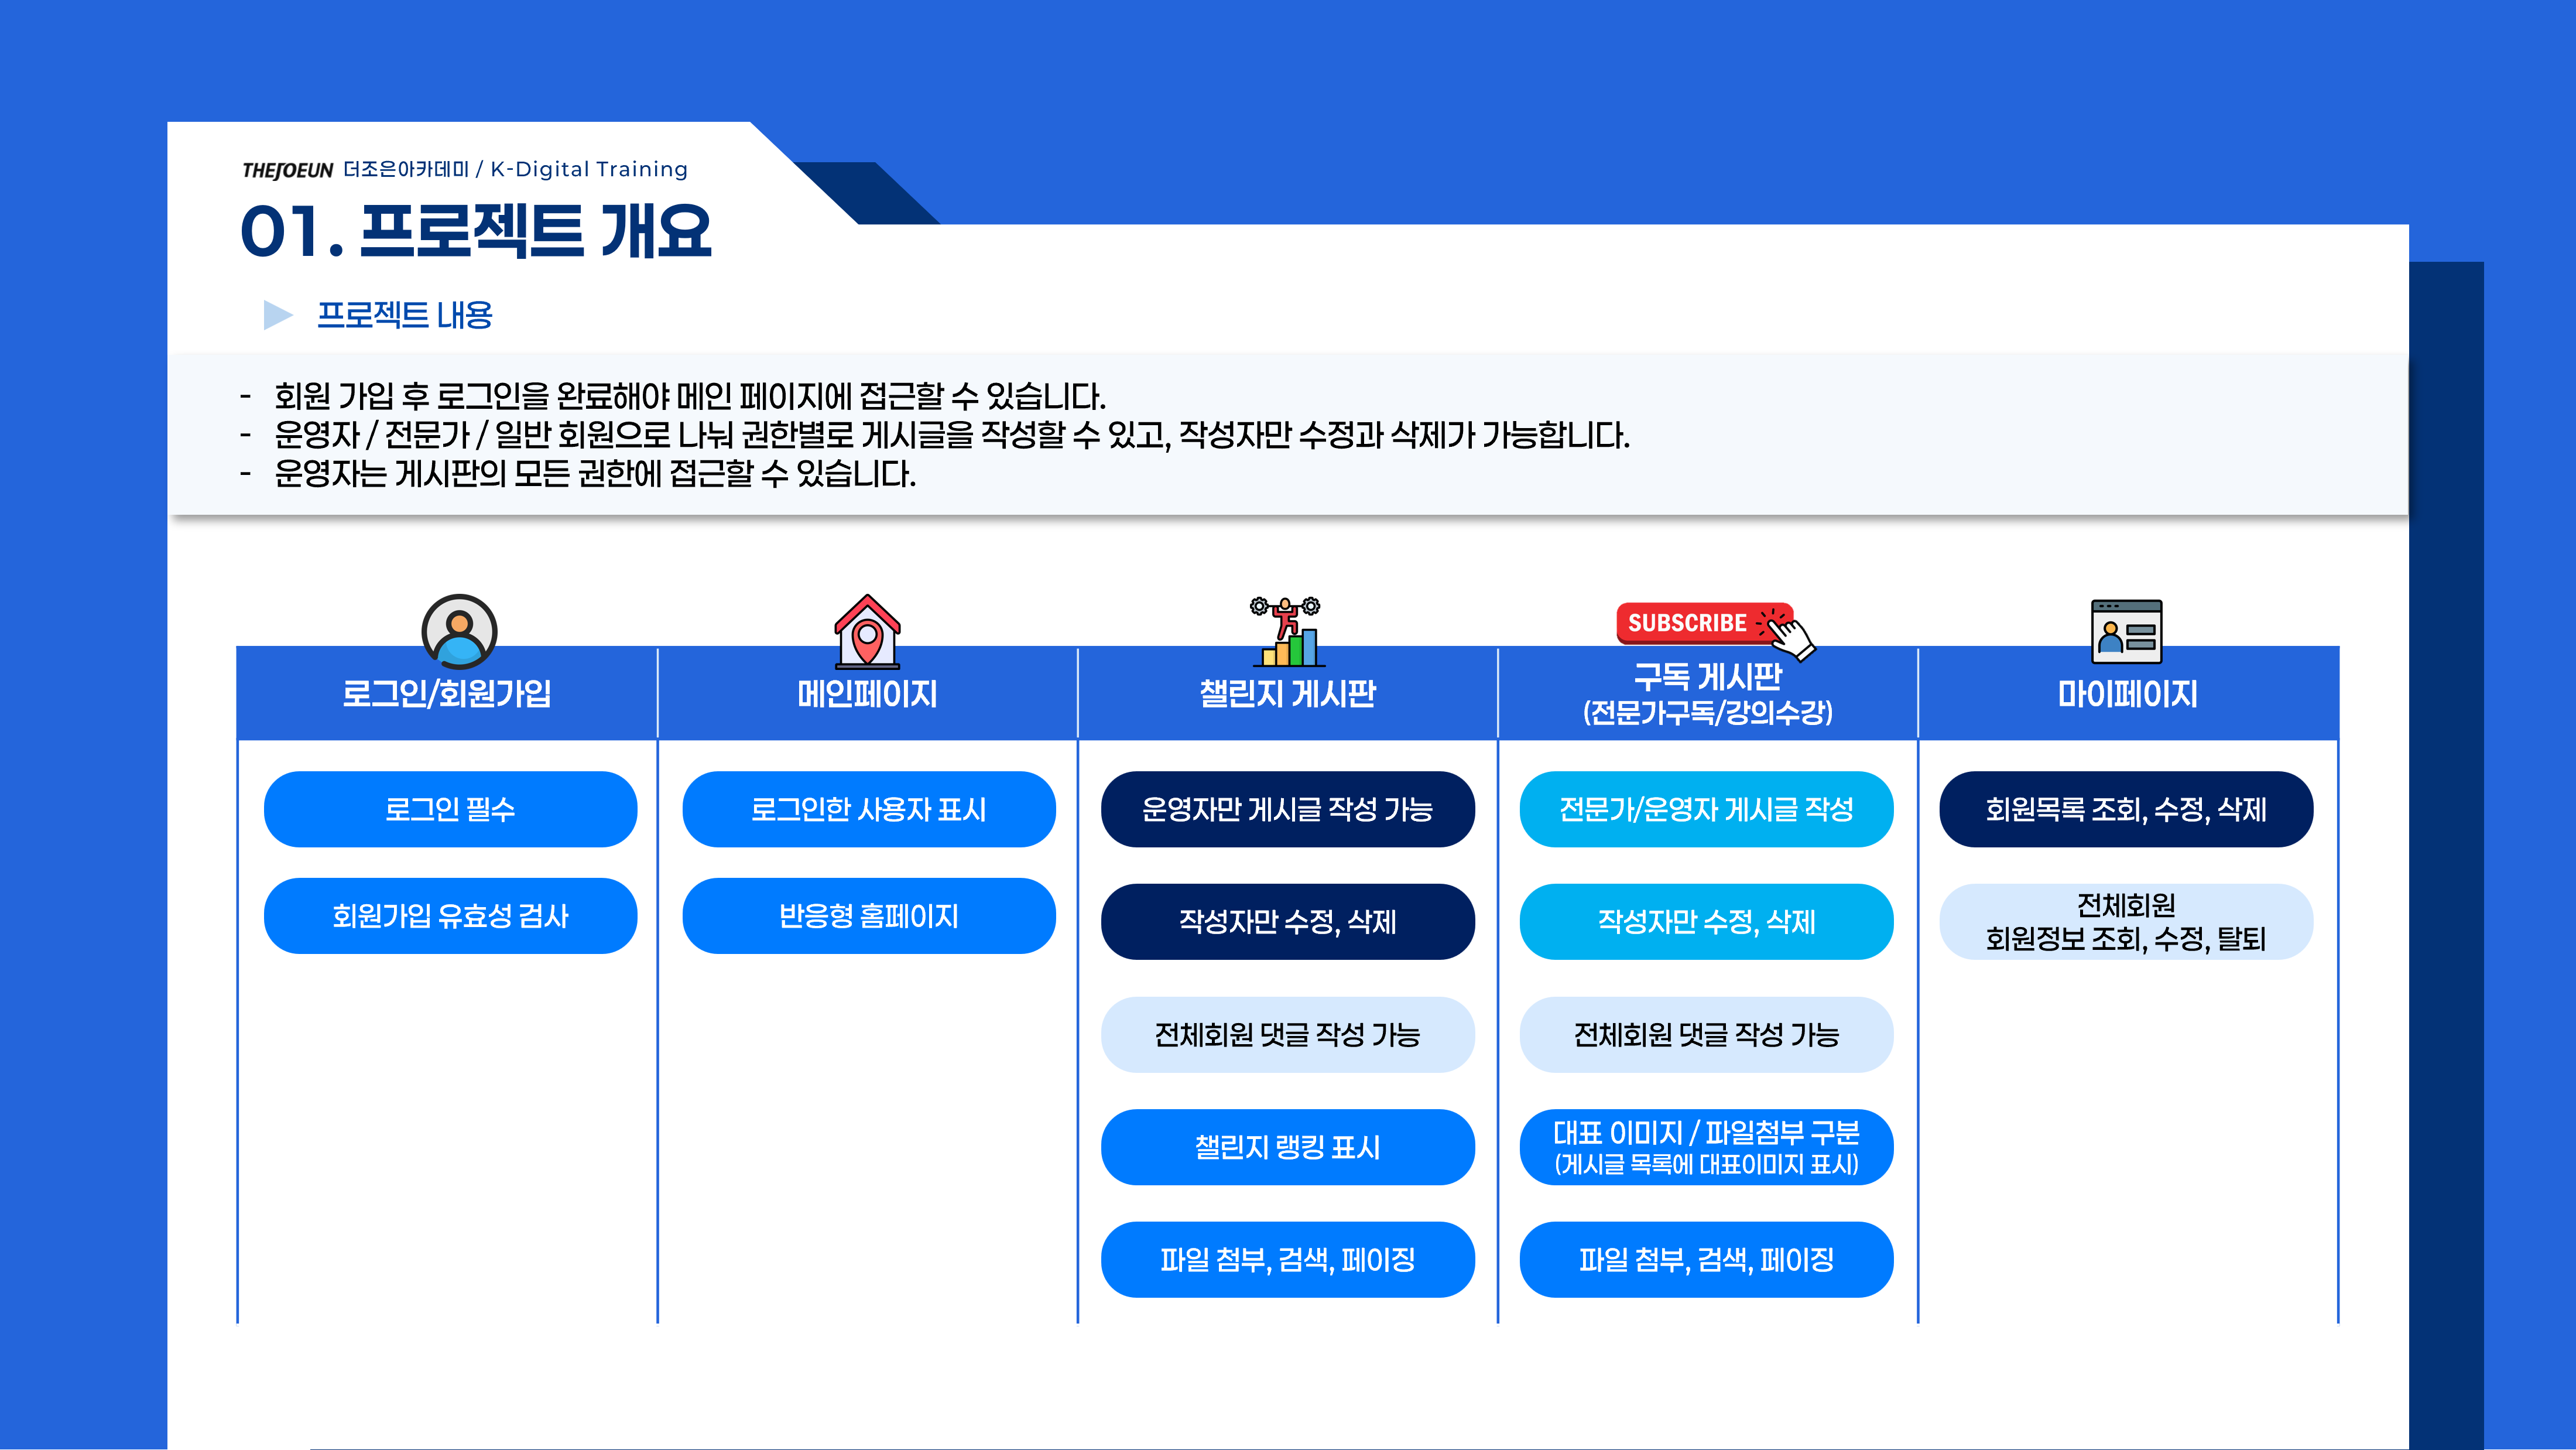 THEJOEUN 더조은아카데미 / K-Digital Training
01. 프로젝트 개요
프로젝트 내용
- 회원 가입 후 로그인을 완료해야 메인 페이지에 접근할 수 있습니다.
- 운영자 / 전문가 / 일반 회원으로 나눠 권한별로 게시글을 작성할 수 있고, 작성자만 수정과 삭제가 가능합니다.
- 운영자는 게시판의 모든 권한에 접근할 수 있습니다.
로그인/회원가입
로그인 필수
회원가입 유효성 검사
메인페이지
로그인한 사용자 표시
반응형 홈페이지
챌린지 게시판
운영자만 게시글 작성 가능
작성자만 수정, 삭제
전체회원 댓글 작성 가능
챌린지 랭킹 표시
파일 첨부, 검색, 페이징
SUBSCRIBE
구독 게시판
(전문가구독/강의수강)
전문가/운영자 게시글 작성
작성자만 수정, 삭제
전체회원 댓글 작성 가능
대표 이미지 / 파일첨부 구분
(게시글 목록에 대표이미지 표시)
파일 첨부, 검색, 페이징
마이페이지
회원목록 조회, 수정, 삭제
전체회원
회원정보 조회, 수정, 탈퇴